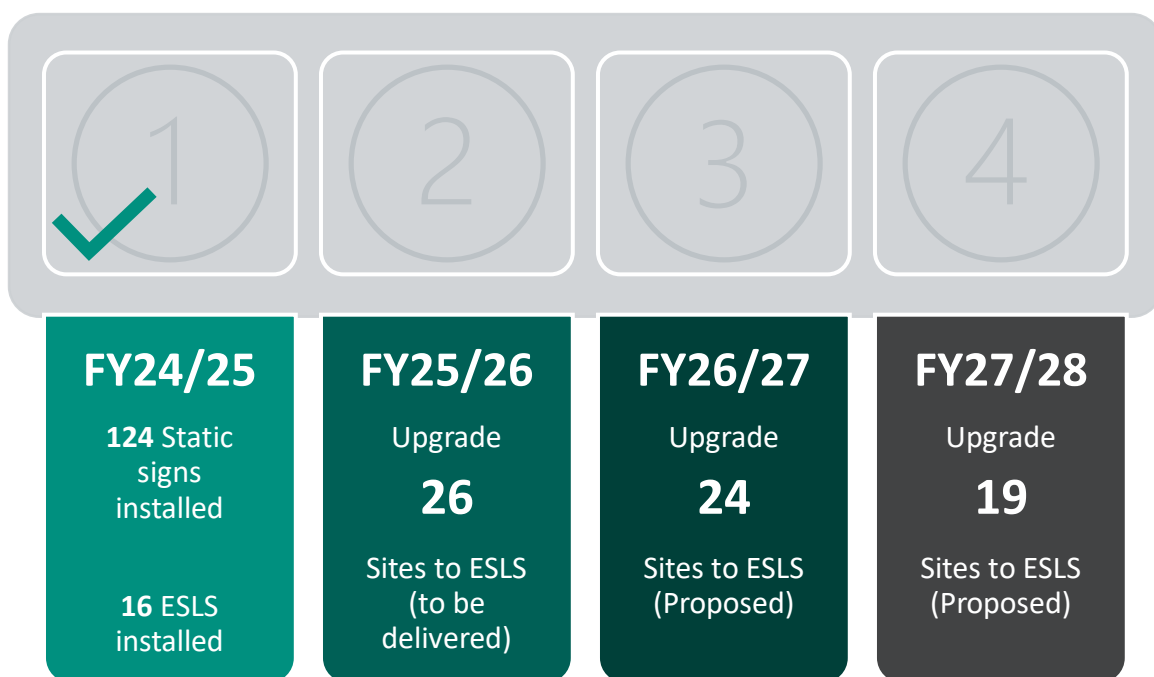 1
2
3
4
FY24/25
124 Static
signs
installed
16 ESLS
installed
FY25/26
Upgrade
26
Sites to ESLS
(to be
delivered)
FY26/27
Upgrade
24
Sites to ESLS
(Proposed)
FY27/28
Upgrade
19
Sites to ESLS
(Proposed)